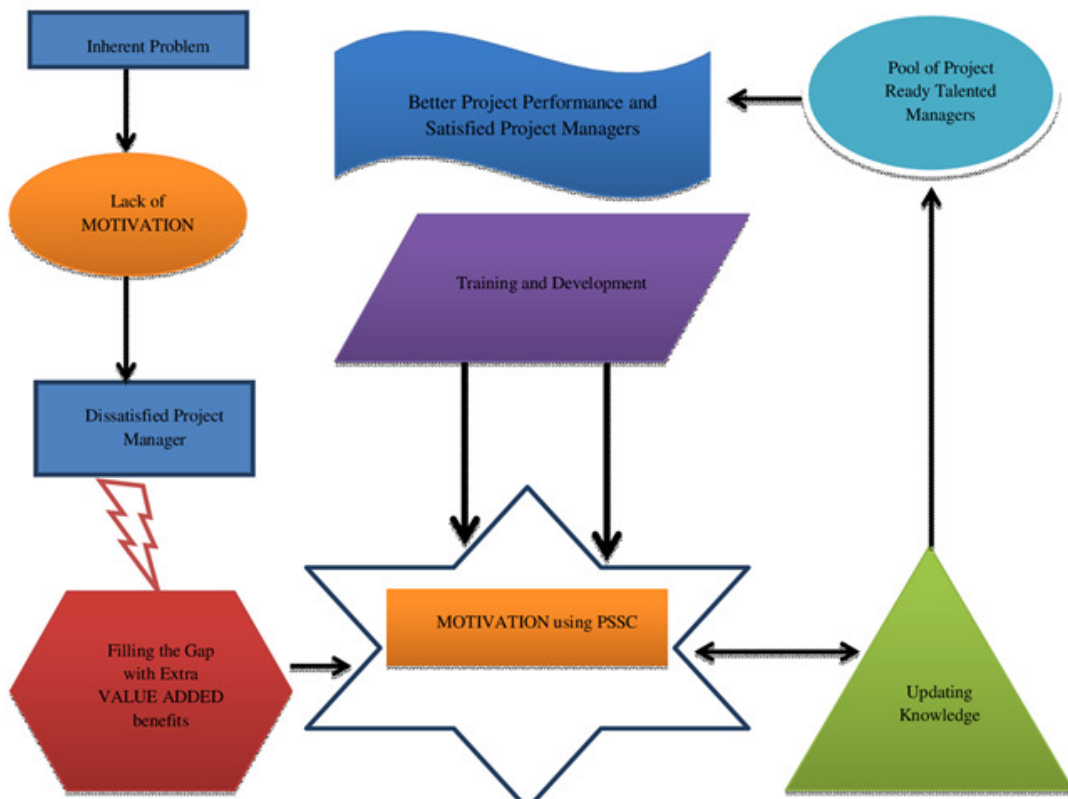 Inherent Problem
Lack of
MOTIVATION
Dissatisfied Project
Manager
Filling the Gap
with Extra
VALUE ADDED
benefits
Better Project Performance and
Satisfied Project Managers
Training and Development
MOTIVATION using PSSC
Pool of Project
Ready Talented
Managers
Updating
Knowledge